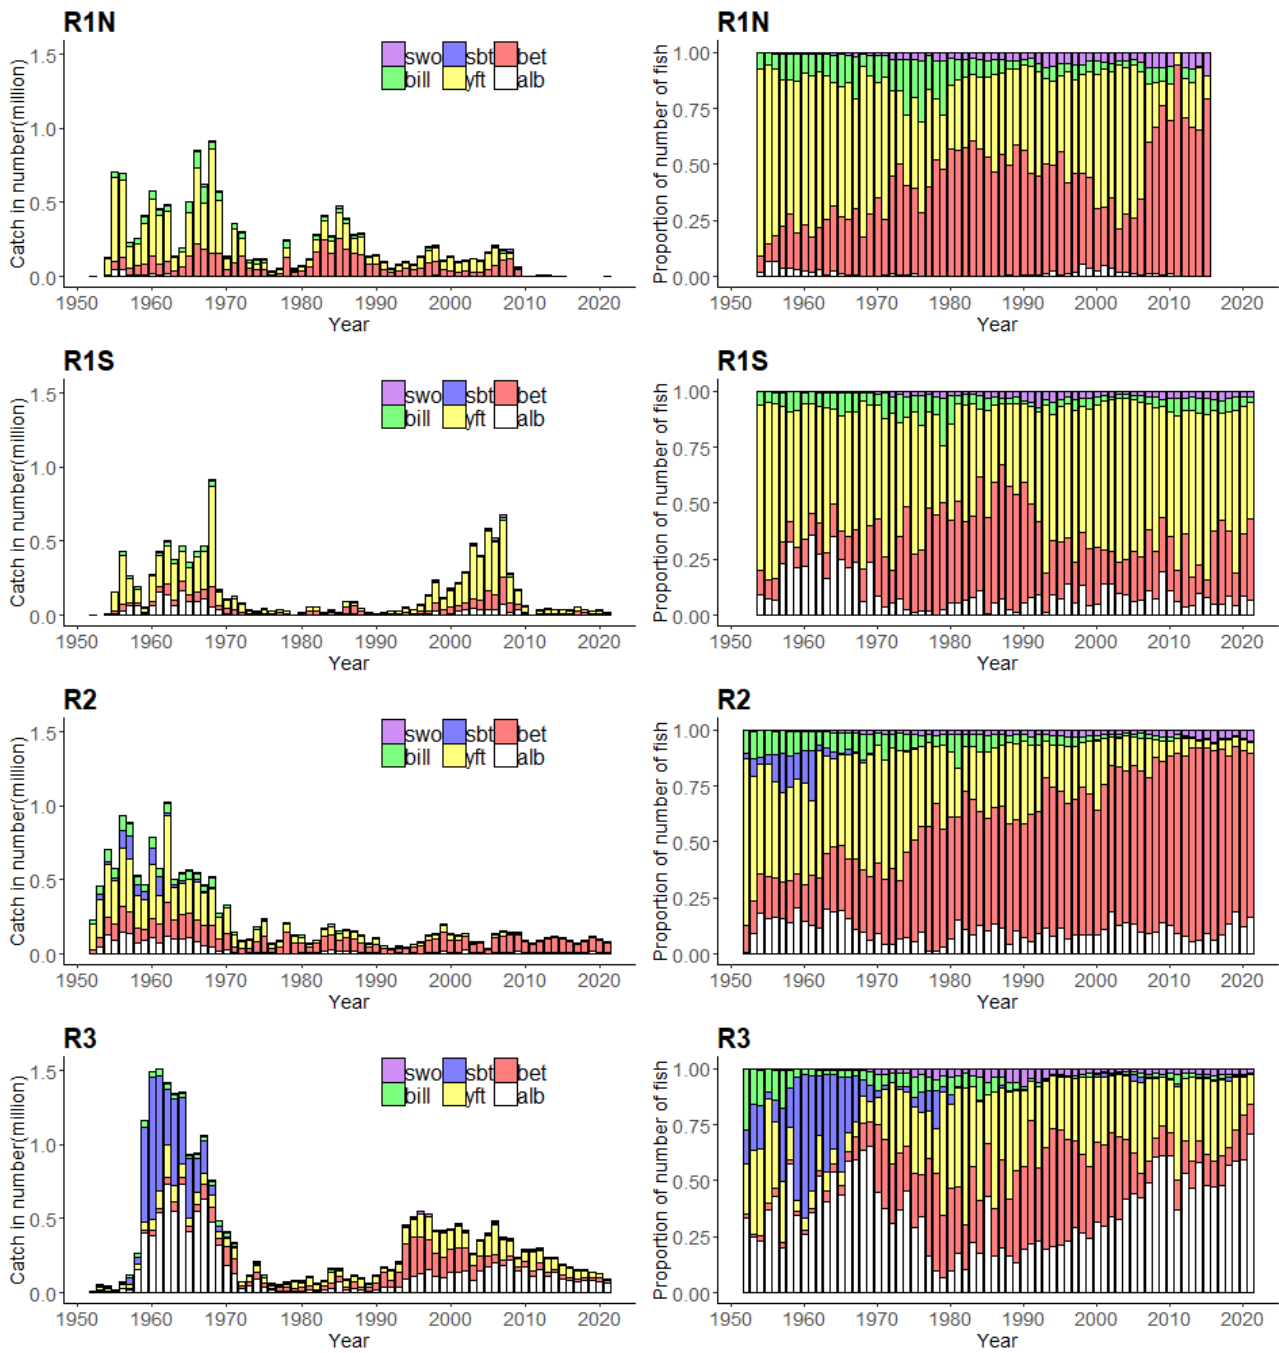 R1N
Catch in number(million)
1.5
1.0
0.5
0.0
swo sbt bet
bill yft alb
1950 1960 1970 1980 1990 2000 2010 2020
Year
R1N
Proportion of number of fish
1.00
0.75
0.50
0.25
0.00
1950 1960 1970 1980 1990 2000 2010 2020
Year
R1S
Catch in number(million)
1.5
1.0
0.5
0.0
swo sbt bet
bill yft alb
1950 1960 1970 1980 1990 2000 2010 2020
Year
R1S
Proportion of number of fish
1.00
0.75
0.50
0.25
0.00
1950 1960 1970 1980 1990 2000 2010 2020
Year
R2
Catch in number(million)
1.5
1.0
0.5
0.0
swo sbt bet
bill yft alb
1950 1960 1970 1980 1990 2000 2010 2020
Year
R2
Proportion of number of fish
1.00
0.75
0.50
0.25
0.00
1950 1960 1970 1980 1990 2000 2010 2020
Year
R3
Catch in number(million)
1.5
1.0
0.5
0.0
swo sbt bet
bill yft alb
1950 1960 1970 1980 1990 2000 2010 2020
Year
R3
Proportion of number of fish
1.00
0.75
0.50
0.25
0.00
1950 1960 1970 1980 1990 2000 2010 2020
Year